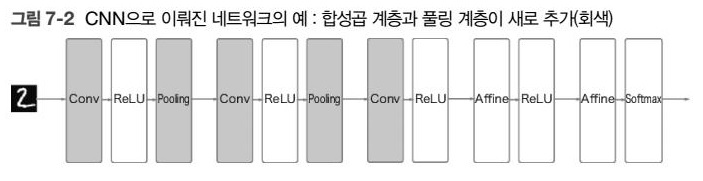 그림 7-2 CNN으로 이뤄진 네트워크의 예 : 합성곱 계층과 풀링 계층이 새로 추가(회색)
2 Conv ReLU Pooling Conv ReLU Pooling Conv ReLU Affine ReLU Affine Softmax